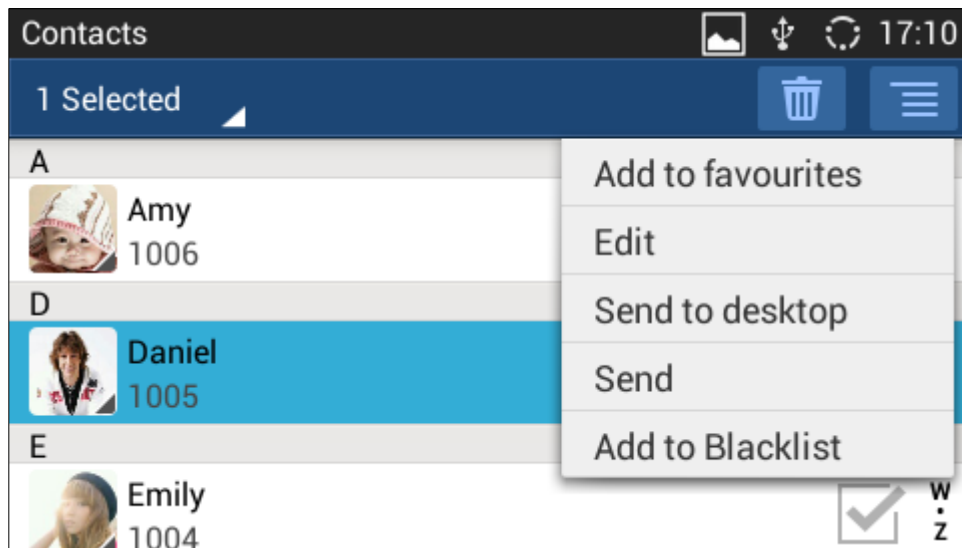 Contacts 17:10
1 Selected
A
Amy
1006
D
Daniel
1005
E
Emily
1004
Add to favourites
Edit
Send to desktop
Send
Add to Blacklist
W
.
Z